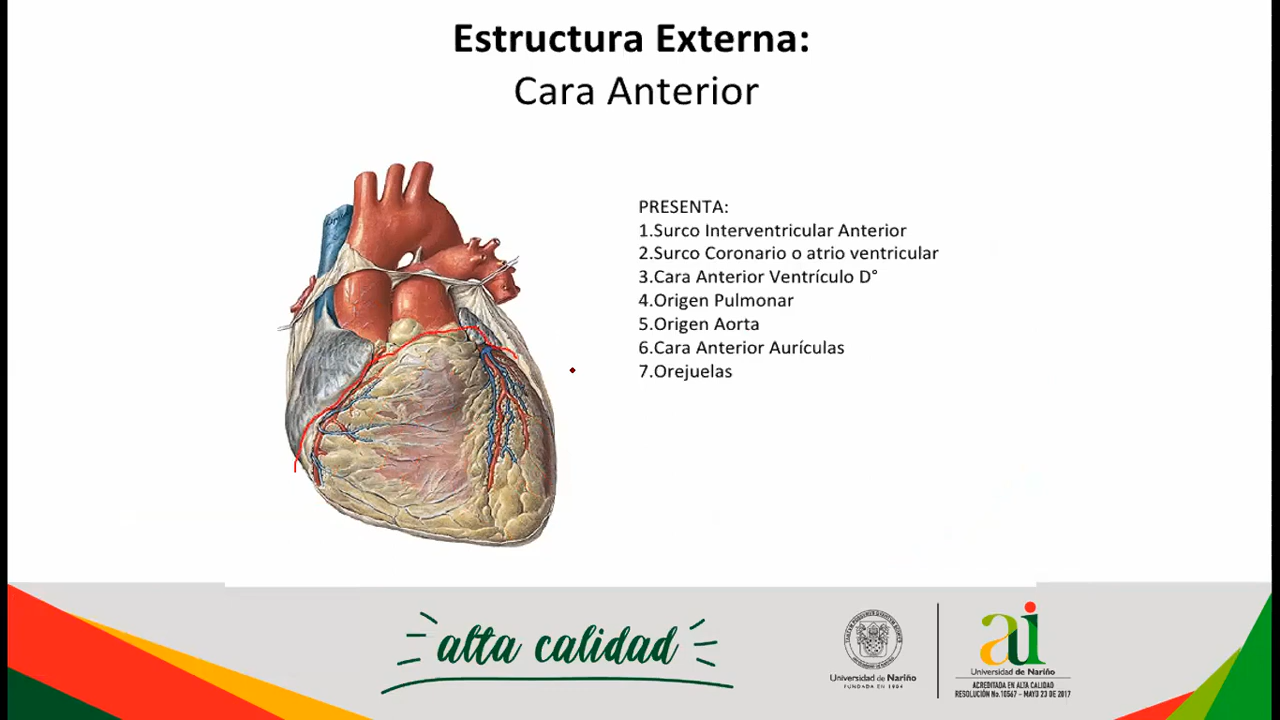 Estructura Externa:
Cara Anterior
PRESENTA:
1.Surco Interventricular Anterior
2.Surco Coronario o atrio ventricular
3.Cara Anterior Ventrículo D°
4.Origen Pulmonar
5.Origen Aorta
6.Cara Anterior Aurículas
7.Orejuelas
alta calidad
Universidad de Nariño
FUNDADA EN 1904
aui
Universidad de Nariño
ACREDITADA EN ALTA CALIDAD
RESOLUCIÓN No.10567 - MAYO 23 DE 2017